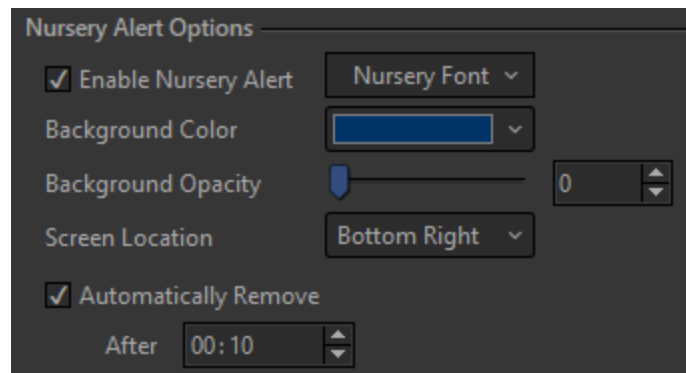 Nursery Alert Options
Enable Nursery Alert Nursery Font
Background Color
Background Opacity 0
Screen Location Bottom Right
Automatically Remove
After 00:10